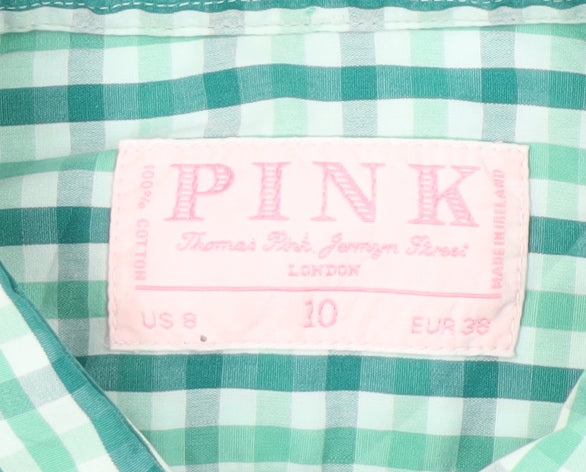 PINK
100% COTTON
Thomas Pink, Jermyn Street
LONDON
MADE IN IRELAND
US 8
10
EUR 38